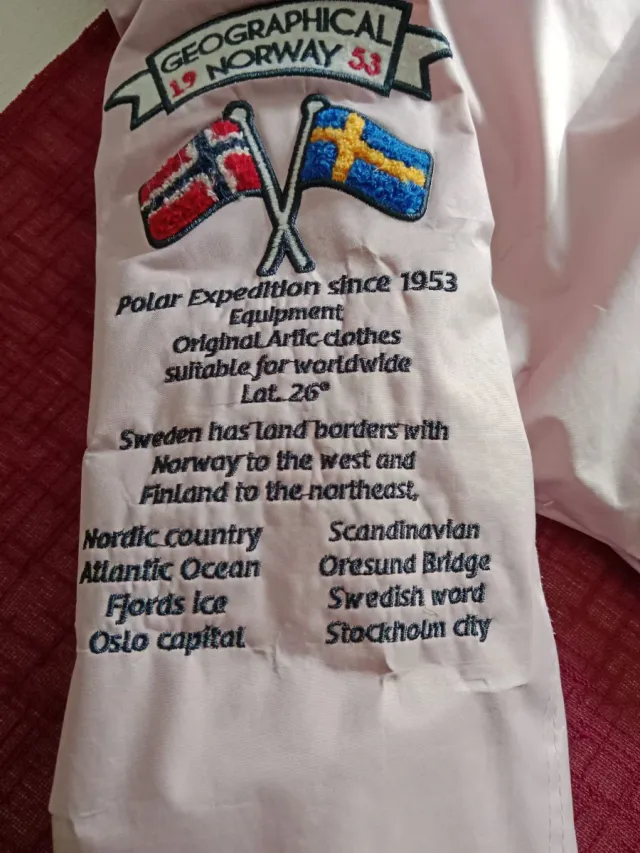 GEOGRAPHICAL
19 NORWAY 53
Polar Expedition since 1953
Equipment
Original Artic clothes
suitable for worldwide
Lat. 26°
Sweden has land borders with
Norway to the west and
Finland to the northeast,
Nordic country Scandinavian
Atlantic Ocean Oresund Bridge
Fjords ice Swedish word
Oslo capital Stockholm city